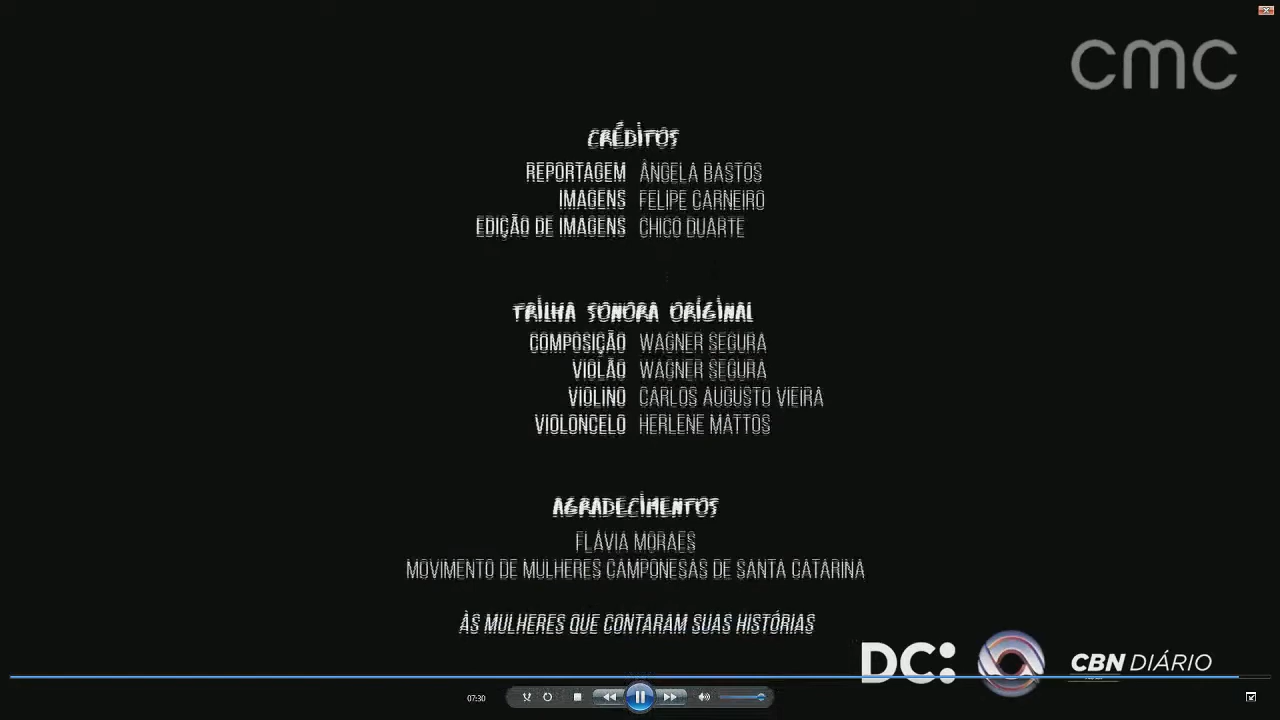 cmc
CRÉDITOS
REPORTAGEM ÂNGELA BASTOS
IMAGENS FELIPE CARNEIRO
EDIÇÃO DE IMAGENS CHICO DUARTE
TRILHA SONORA ORIGINAL
COMPOSIÇÃO WAGNER SEGURA
VIOLÃO WAGNER SEGURA
VIOLINO CARLOS AUGUSTO VIEIRA
VIOLONCELO HERLENE MATTOS
AGRADECIMENTOS
FLÁVIA MORAES
MOVIMENTO DE MULHERES CAMPONESAS DE SANTA CATARINA
ÀS MULHERES QUE CONTARAM SUAS HISTÓRIAS
DC: CBN DIÁRIO
07:30